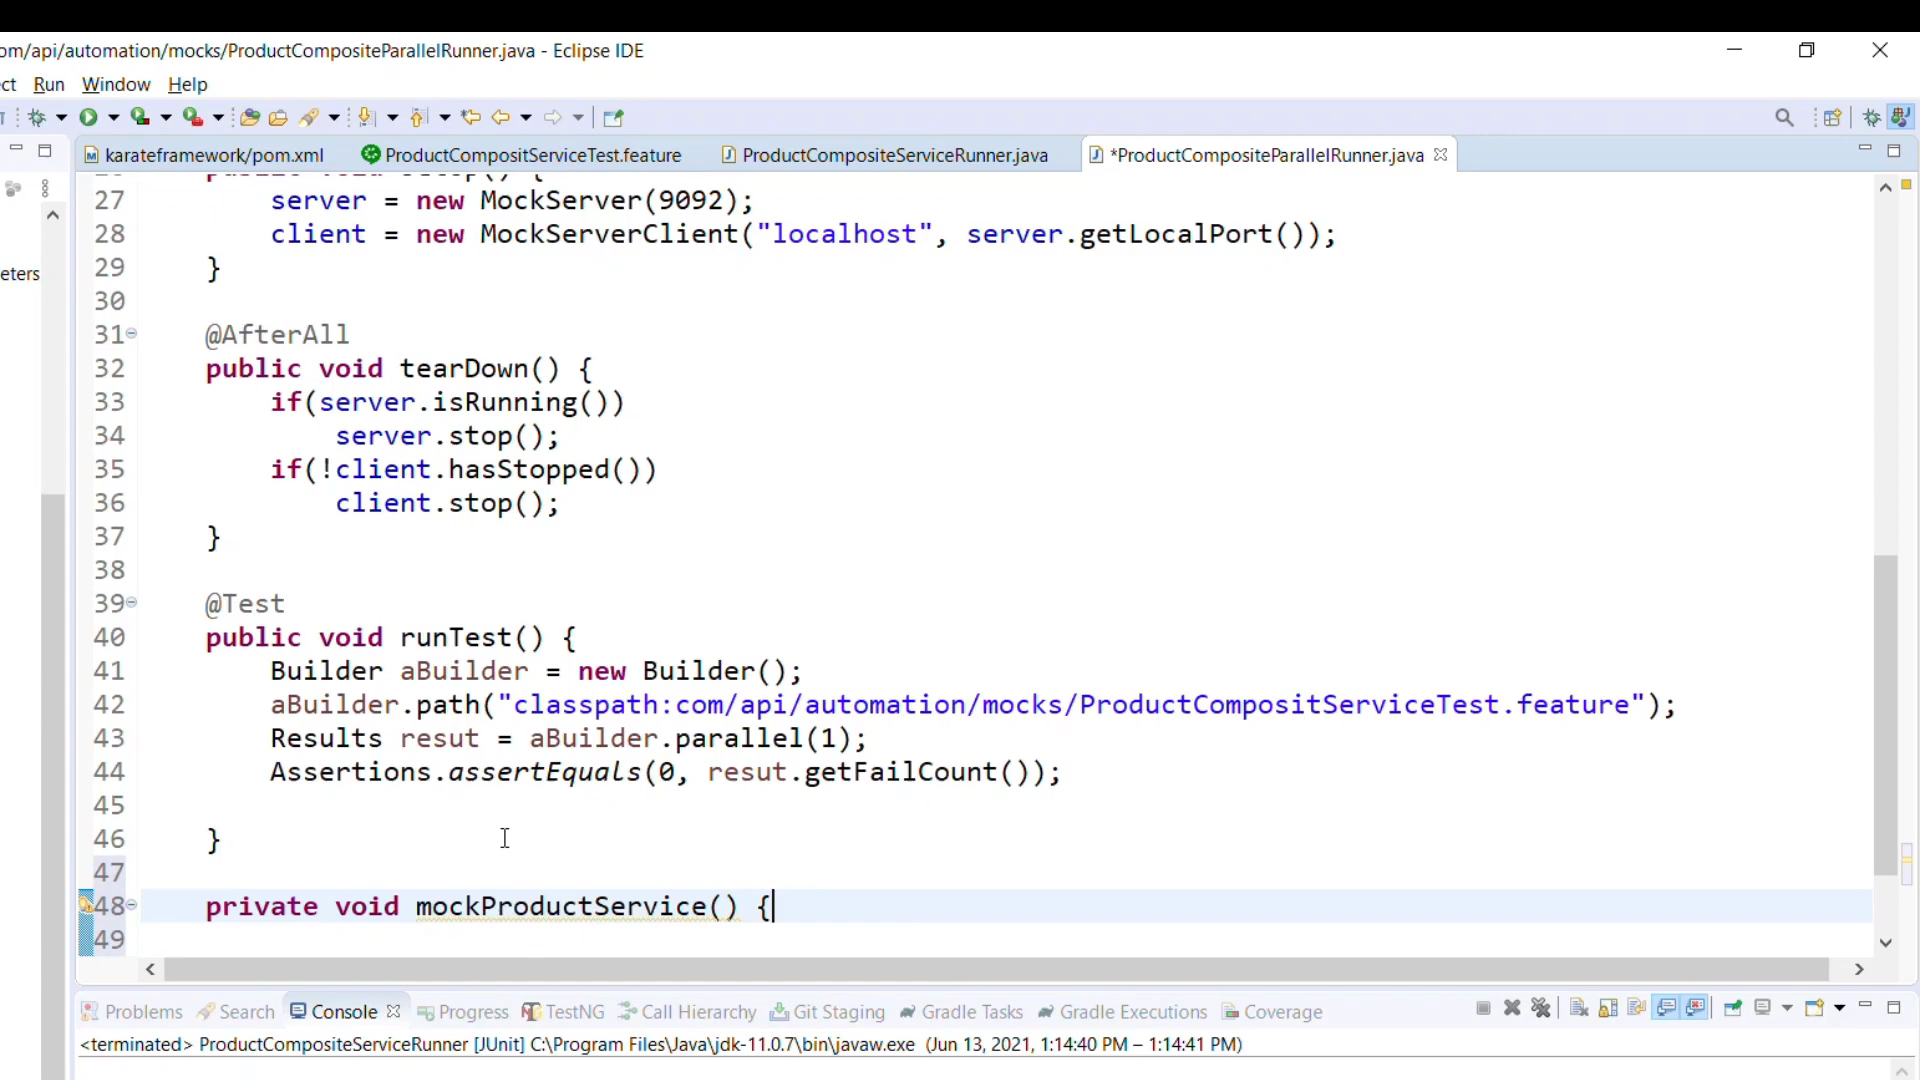 om/api/automation/mocks/ProductCompositeParallelRunner.java - Eclipse IDE
ct Run Window Help
karateframework/pom.xml ProductCompositServiceTest.feature ProductCompositeServiceRunner.java *ProductCompositeParallelRunner.java
eters
27 server = new MockServer(9092);
28 client = new MockServerClient("localhost", server.getLocalPort());
29 }
30
31 @AfterAll
32 public void tearDown() {
33 if(server.isRunning())
34 server.stop();
35 if(!client.hasStopped())
36 client.stop();
37 }
38
39 @Test
40 public void runTest() {
41 Builder aBuilder = new Builder();
42 aBuilder.path("classpath:com/api/automation/mocks/ProductCompositServiceTest.feature");
43 Results resut = aBuilder.parallel(1);
44 Assertions.assertEquals(0, resut.getFailCount());
45
46 }
47
48 private void mockProductService() {
49
Problems Search Console Progress TestNG Call Hierarchy Git Staging Gradle Tasks Gradle Executions Coverage
<terminated> ProductCompositeServiceRunner [JUnit] C:\Program Files\Java\jdk-11.0.7\bin\javaw.exe (Jun 13, 2021, 1:14:40 PM – 1:14:41 PM)